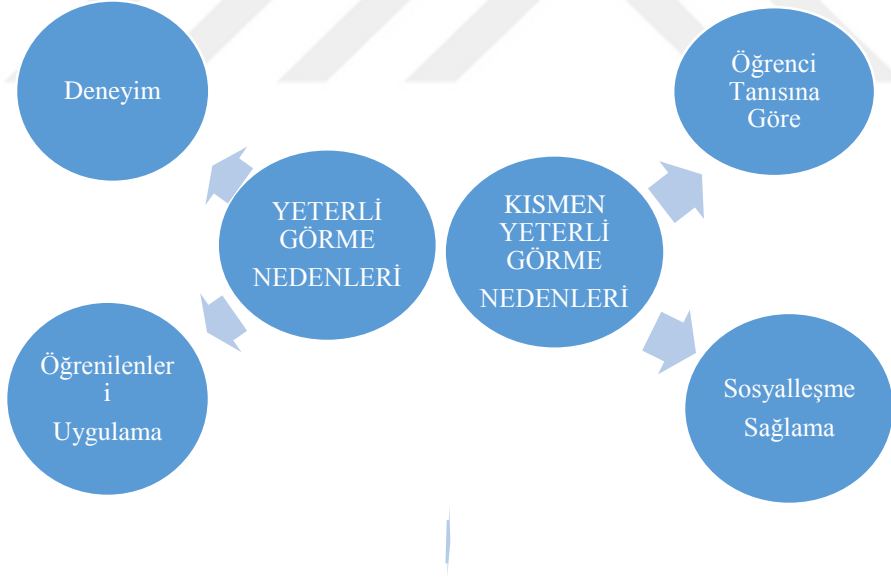 Deneyim
YETERLİ
GÖRME
NEDENLERİ
Öğrenilenler
i
Uygulama
KISMEN
YETERLİ
GÖRME
NEDENLERİ
Öğrenci
Tanısına
Göre
Sosyalleşme
Sağlama